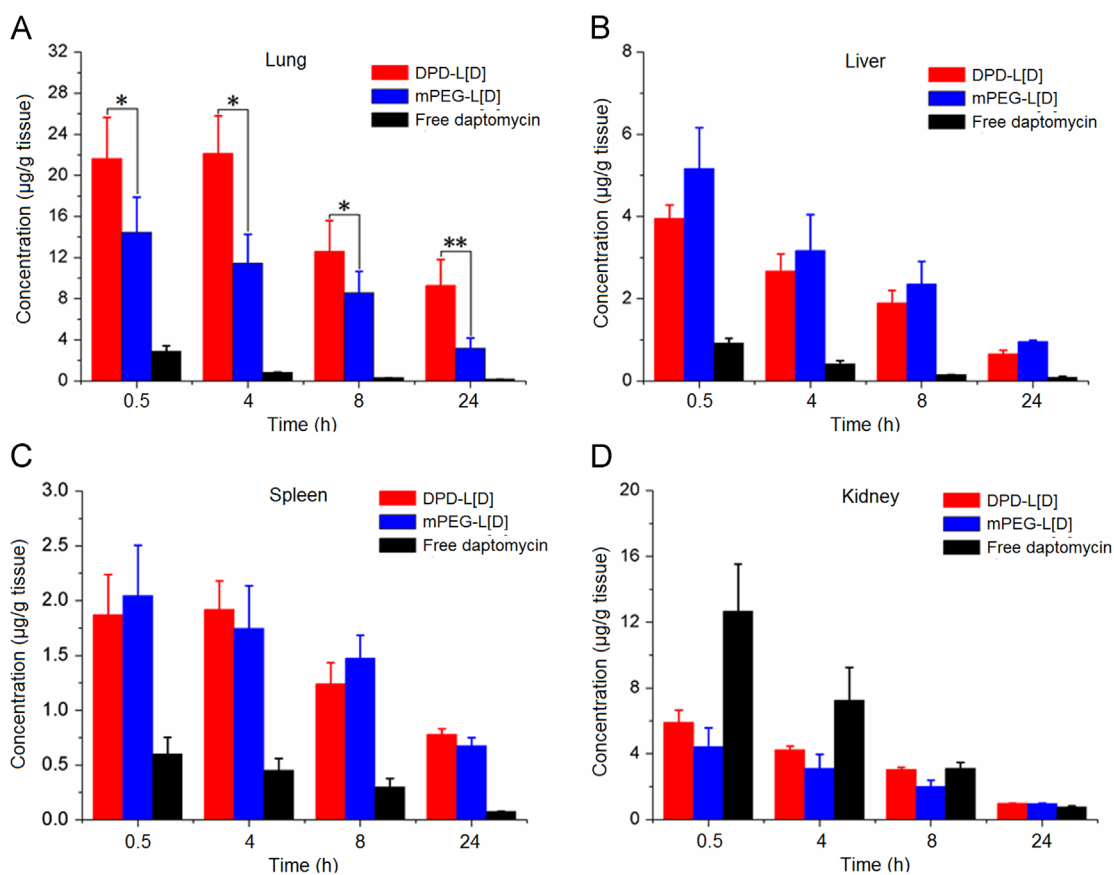 A
Lung
DPD-L[D]
mPEG-L[D]
Free daptomycin
Concentration (µg/g tissue)
32
28
24
22
20
16
12
8
4
0
*
*
*
**
0.5
4
8
24
Time (h)
B
Liver
DPD-L[D]
mPEG-L[D]
Free daptomycin
Concentration (µg/g tissue)
8
6
4
2
0
0.5
4
8
24
Time (h)
C
Spleen
DPD-L[D]
mPEG-L[D]
Free daptomycin
Concentration (µg/g tissue)
3.0
2.5
2.0
1.5
1.0
0.5
0.0
0.5
4
8
24
Time (h)
D
Kidney
DPD-L[D]
mPEG-L[D]
Free daptomycin
Concentration (µg/g tissue)
20
16
12
8
4
0
0.5
4
8
24
Time (h)